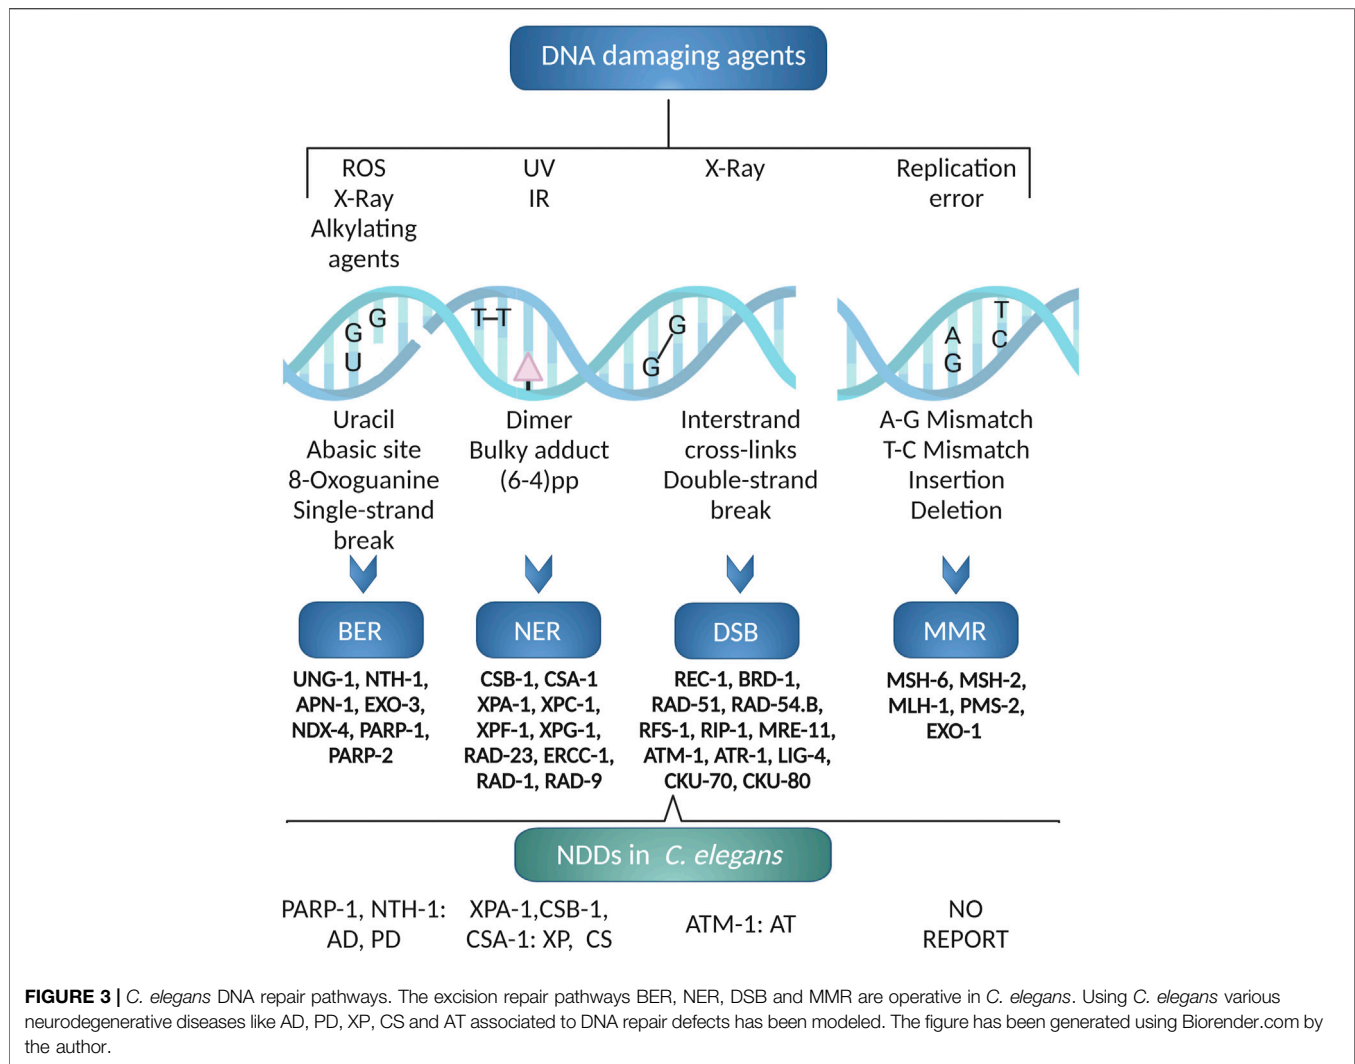 DNA damaging agents
ROS
X-Ray
Alkylating
agents
UV
IR
X-Ray
Replication
error
G
G
U
T-T
G
G
A
G
T
C
Uracil
Abasic site
8-Oxoguanine
Single-strand
break
Dimer
Bulky adduct
(6-4)pp
Interstrand
cross-links
Double-strand
break
A-G Mismatch
T-C Mismatch
Insertion
Deletion
BER
NER
DSB
MMR
UNG-1, NTH-1,
APN-1, EXO-3,
NDX-4, PARP-1,
PARP-2
CSB-1, CSA-1
XPA-1, XPC-1,
XPF-1, XPG-1,
RAD-23, ERCC-1,
RAD-1, RAD-9
REC-1, BRD-1,
RAD-51, RAD-54.B,
RFS-1, RIP-1, MRE-11,
ATM-1, ATR-1, LIG-4,
CKU-70, CKU-80
MSH-6, MSH-2,
MLH-1, PMS-2,
EXO-1
NDDs in C. elegans
PARP-1, NTH-1:
AD, PD
XPA-1,CSB-1,
CSA-1: XP, CS
ATM-1: AT
NO
REPORT
FIGURE 3 | C. elegans DNA repair pathways. The excision repair pathways BER, NER, DSB and MMR are operative in C. elegans. Using C. elegans various
neurodegenerative diseases like AD, PD, XP, CS and AT associated to DNA repair defects has been modeled. The figure has been generated using Biorender.com by
the author.